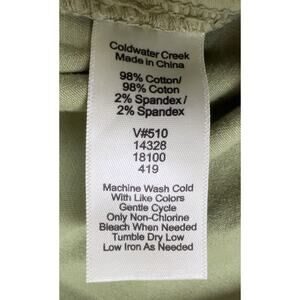 Coldwater Creek
Made in China
98% Cotton/
98% Coton
2% Spandex/
2% Spandex
V#510
14328
18100
419
Machine Wash Cold
With Like Colors
Gentle Cycle
Only Non-Chlorine
Bleach When Needed
Tumble Dry Low
Low Iron As Needed